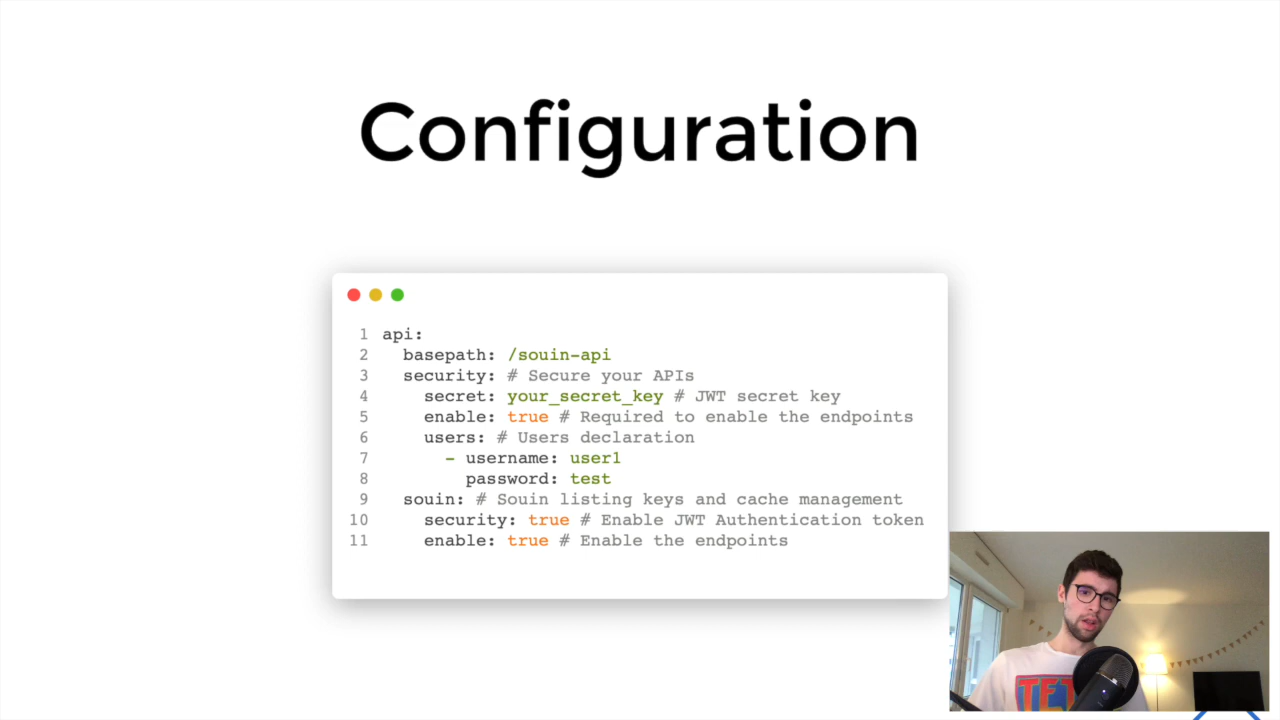 Configuration
1 api:
2 basepath: /souin-api
3 security: # Secure your APIs
4 secret: your_secret_key # JWT secret key
5 enable: true # Required to enable the endpoints
6 users: # Users declaration
7 - username: user1
8 password: test
9 souin: # Souin listing keys and cache management
10 security: true # Enable JWT Authentication token
11 enable: true # Enable the endpoints